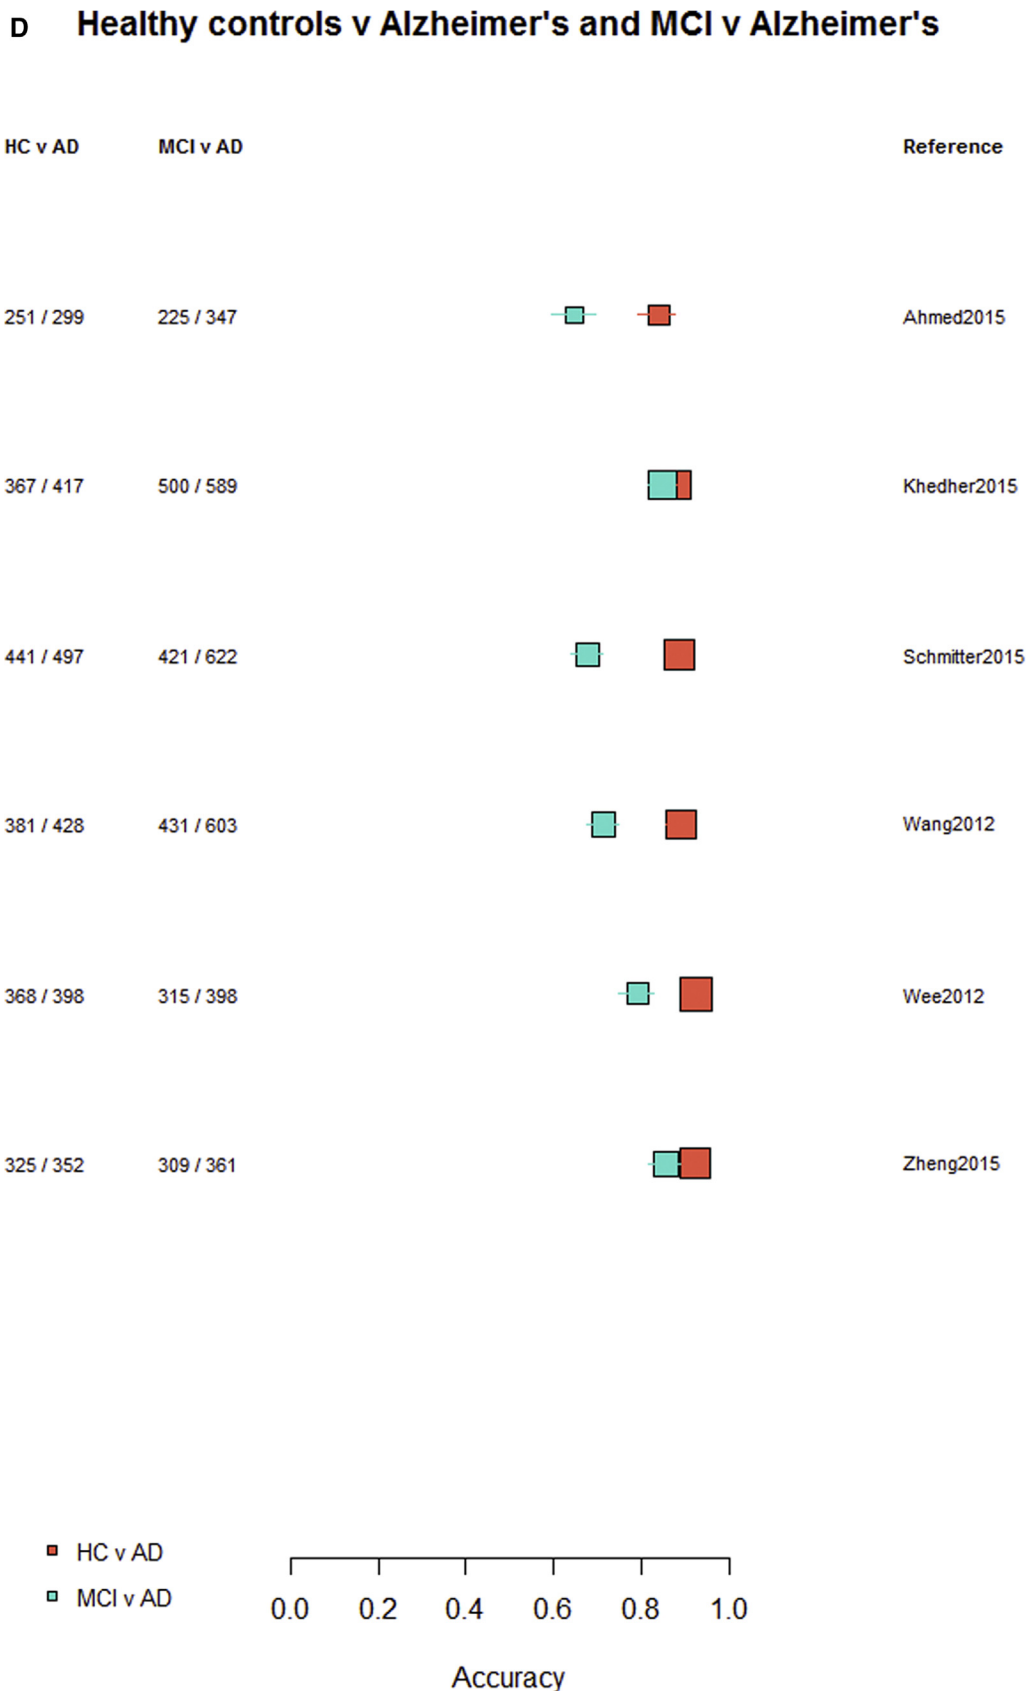 D Healthy controls v Alzheimer's and MCI v Alzheimer's
HC v AD MCI v AD Reference
251 / 299 225 / 347 Ahmed2015
367 / 417 500 / 589 Khedher2015
441 / 497 421 / 622 Schmitter2015
381 / 428 431 / 603 Wang2012
368 / 398 315 / 398 Wee2012
325 / 352 309 / 361 Zheng2015
HC v AD
MCI v AD
0.0 0.2 0.4 0.6 0.8 1.0
Accuracy